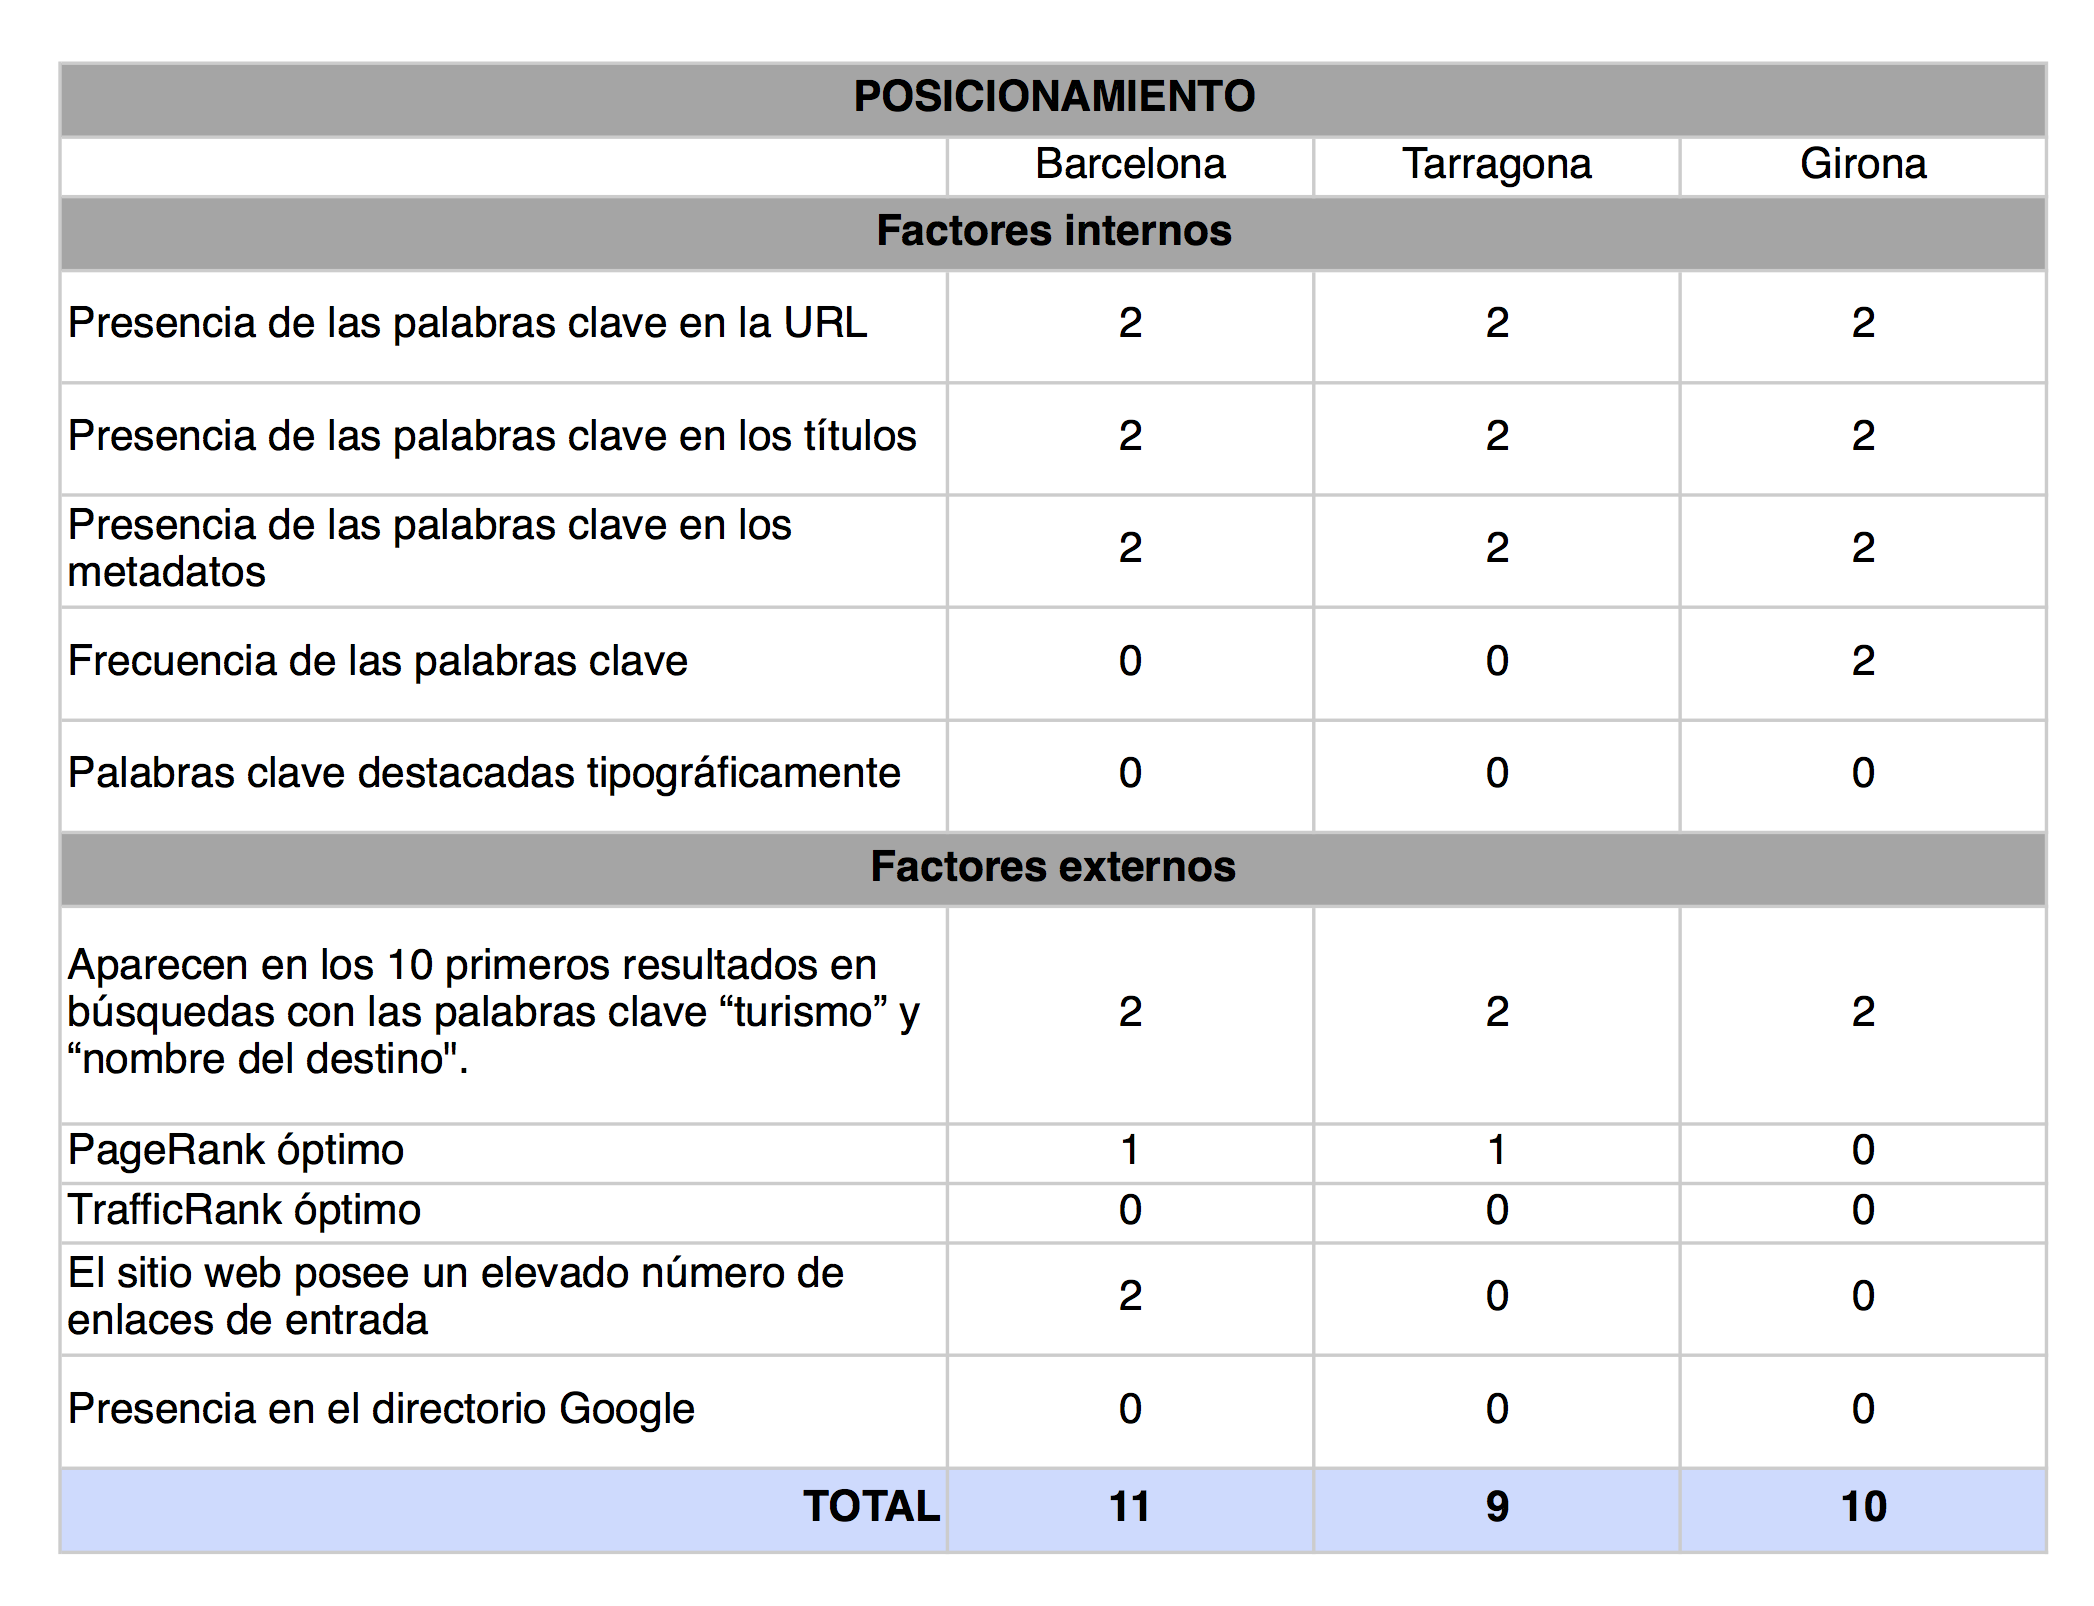 POSICIONAMIENTO
Barcelona Tarragona Girona
Factores internos
Presencia de las palabras clave en la URL 2 2 2
Presencia de las palabras clave en los títulos 2 2 2
Presencia de las palabras clave en los
metadatos 2 2 2
Frecuencia de las palabras clave 0 0 2
Palabras clave destacadas tipográficamente 0 0 0
Factores externos
Aparecen en los 10 primeros resultados en
búsquedas con las palabras clave “turismo” y 2 2 2
“nombre del destino".
PageRank óptimo 1 1 0
TrafficRank óptimo 0 0 0
El sitio web posee un elevado número de
enlaces de entrada 2 0 0
Presencia en el directorio Google 0 0 0
TOTAL 11 9 10